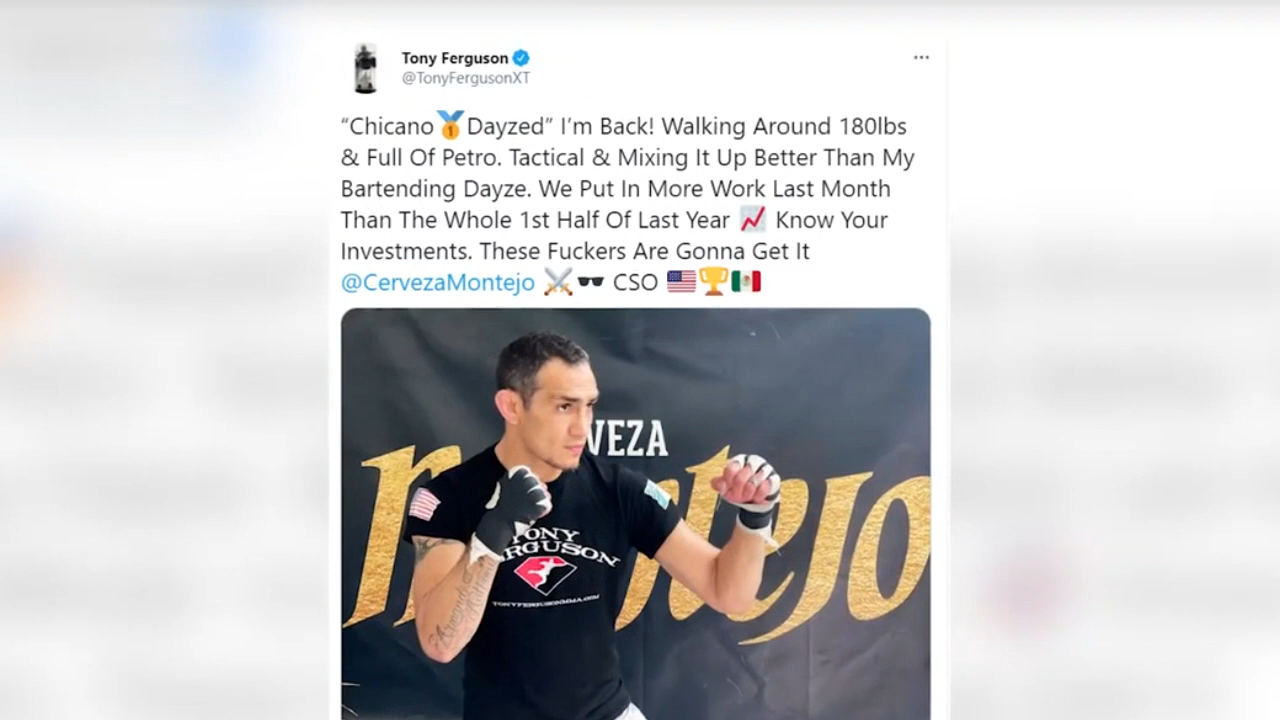 Tony Ferguson
@TonyFergusonXT
“Chicano🥇Dayzed” I’m Back! Walking Around 180lbs
& Full Of Petro. Tactical & Mixing It Up Better Than My
Bartending Dayze. We Put In More Work Last Month
Than The Whole 1st Half Of Last Year 📈 Know Your
Investments. These Fuckers Are Gonna Get It
@CervezaMontejo ⚔️🕶️ CSO 🇺🇸🏆🇲🇽
VEZA
tejo
TONY
ERGUSON
TONYFERGUSONMMA.COM